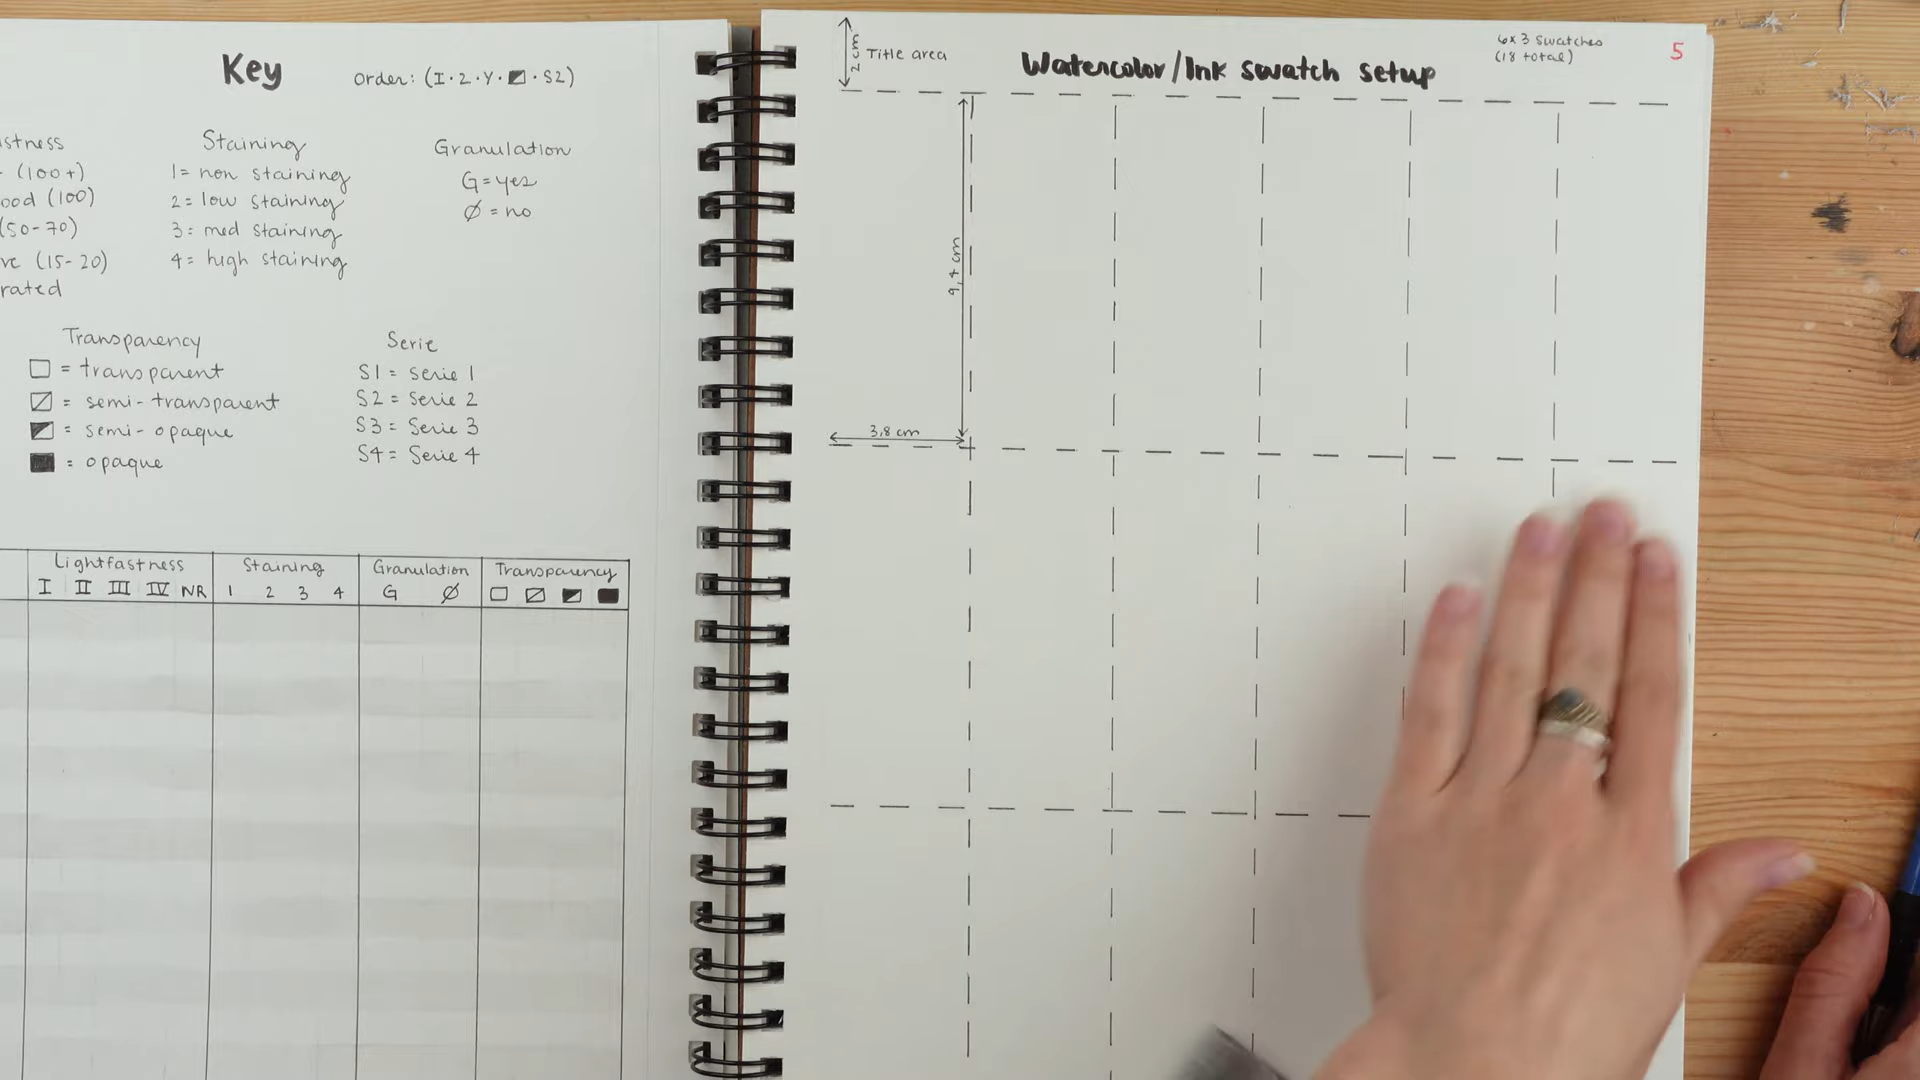 Key
Order: (I·2·Y·◪·S2)
stness
(100+)
ood (100)
(50-70)
ve (15-20)
rated
Staining
1= non staining
2= low staining
3= med staining
4= high staining
Granulation
G=yes
Ø=no
Transparency
= transparent
= semi-transparent
= semi-opaque
= opaque
Serie
S1 = Serie 1
S2 = Serie 2
S3 = Serie 3
S4 = Serie 4
Lightfastness Staining Granulation Transparency
I II III IV NR 1 2 3 4 G Ø
2 cm
Title area
Watercolor/Ink swatch setup
6x3 swatches
(18 total)
5
9,4 cm
3,8 cm